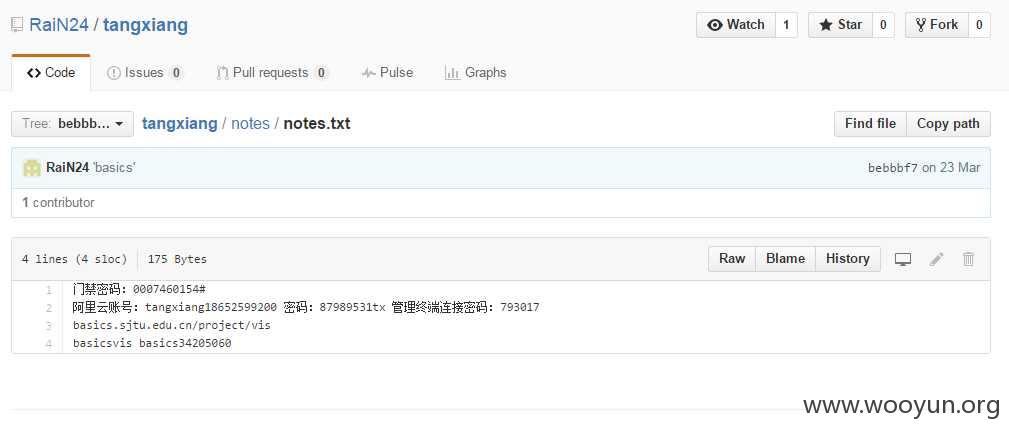 RaiN24 / tangxiang
Watch 1 Star 0 Fork 0
Code Issues 0 Pull requests 0 Pulse Graphs
Tree: bebbb… tangxiang / notes / notes.txt Find file Copy path
RaiN24 'basics' bebbbf7 on 23 Mar
1 contributor
4 lines (4 sloc) 175 Bytes Raw Blame History
1 门禁密码：0007460154#
2 阿里云账号：tangxiang18652599200 密码：87989531tx 管理终端连接密码：793017
3 basics.sjtu.edu.cn/project/vis
4 basicsvis basics34205060
www.wooyun.org